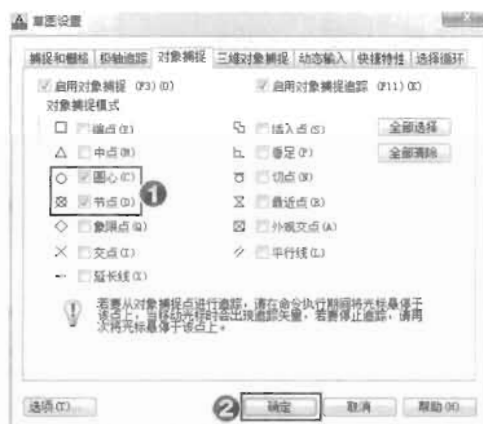 草图设置
捕捉和栅格 极轴追踪 对象捕捉 三维对象捕捉 动态输入 快捷特性 选择循环
启用对象捕捉 (F3)(O) 启用对象捕捉追踪 (F11)(K)
对象捕捉模式
端点(E) 插入点(S) 全部选择
中点(M) 垂足(P) 全部清除
圆心(C) 切点(N)
节点(D) 最近点(R)
1
象限点(Q) 外观交点(A)
交点(I) 平行线(L)
延长线(X)
若要从对象捕捉点进行追踪,请在命令执行期间将光标悬停于
该点上,当移动光标时会出现追踪矢量,若要停止追踪,请再
次将光标悬停于该点上。
选项(T)... 2 确定 取消 帮助(H)